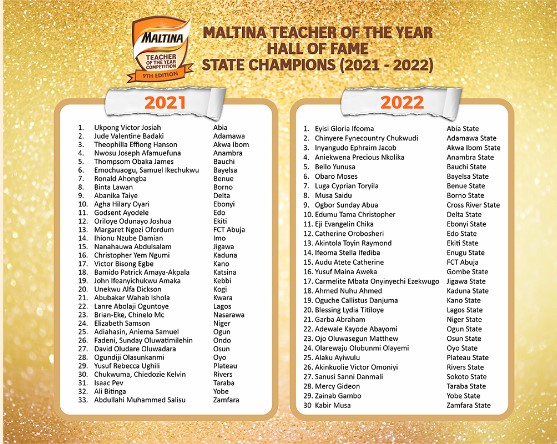 MALTINA
TEACHER
OF THE YEAR
COMPETITION
9TH EDITION
MALTINA TEACHER OF THE YEAR
HALL OF FAME
STATE CHAMPIONS (2021 - 2022)
2021
1. Ukpong Victor Josiah Abia
2. Jude Valentine Badaki Adamawa
3. Theophilla Effiong Hanson Akwa Ibom
4. Nwosu Joseph Afamuefuna Anambra
5. Thompsom Obaka James Bauchi
6. Emochuaogu, Samuel Ikechukwu Bayelsa
7. Ronald Ahongba Benue
8. Binta Lawan Borno
9. Abanika Taiye Delta
10. Agha Hilary Oyari Ebonyi
11. Godsent Ayodele Edo
12. Oriloye Odunayo Joshua Ekiti
13. Margaret Ngozi Ofordum FCT Abuja
14. Ihionu Nzube Damian Imo
15. Nanahauwa Abdulsalam Jigawa
16. Christopher Yem Ngumi Kaduna
17. Victor Bisong Egbe Kano
18. Bamido Patrick Amaya-Akpala Katsina
19. John Ifeanyichukwu Amaka Kebbi
20. Unekwu Alfa Dickson Kogi
21. Abubakar Wahab Ishola Kwara
22. Lanre Abolaji Oguntoye Lagos
23. Brian-Eke, Chinelo Mc Nasarawa
24. Elizabeth Samson Niger
25. Adiahasin, Aniema Samuel Ogun
26. Fadeni, Sunday Oluwatimilehin Ondo
27. David Oludare Oluwadara Osun
28. Ogundiji Olasunkanmi Oyo
29. Yusuf Rebecca Ughili Plateau
30. Chukwuma, Chiedozie Kelvin Rivers
31. Isaac Pev Taraba
32. Ali Bitinga Yobe
33. Abdullahi Muhammed Salisu Zamfara
2022
1. Eyisi Gloria Ifeoma Abia State
2. Chinyere Fynecountry Chukwudi Adamawa State
3. Inyangudo Ephraim Jacob Akwa Ibom State
4. Aniekwena Precious Nkolika Anambra State
5. Bello Yunusa Bauchi State
6. Obaro Moses Bayelsa State
7. Luga Cyprian Toryila Benue State
8. Musa Saidu Borno State
9. Ogbor Sunday Abua Cross River State
10. Edumu Tama Christopher Delta State
11. Eji Evangelin Chika Ebonyi State
12. Catherine Orobosheri Edo State
13. Akintola Toyin Raymond Ekiti State
14. Ifeoma Stella Ifediba Enugu State
15. Audu Atete Catherine FCT Abuja
16. Yusuf Maina Aweka Gombe State
17. Carmelite Mbata Onyinyechi Ezekwugo Jigawa State
18. Ahmed Nuhu Ahmed Kaduna State
19. Oguche Callistus Danjuma Kano State
20. Blessing Lydia Titiloye Lagos State
21. Garba Abraham Niger State
22. Adewale Kayode Abayomi Ogun State
23. Ojo Oluwasegun Matthew Osun State
24. Olarewaju Olubunmi Olayemi Oyo State
25. Alaku Ayiwulu Plateau State
26. Akinkuolie Victor Omoniyi Rivers State
27. Sanusi Sanni Danmali Sokoto State
28. Mercy Gideon Taraba State
29. Zainab Gambo Yobe State
30 Kabir Musa Zamfara State